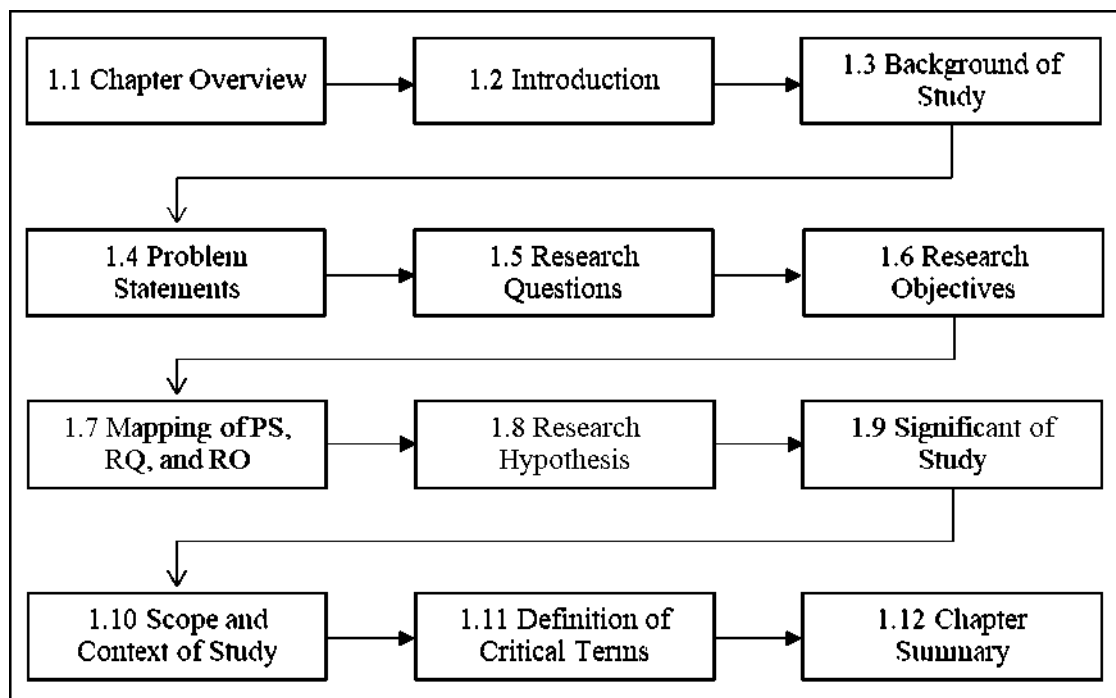 1.1 Chapter Overview
1.2 Introduction
1.3 Background of
Study
1.4 Problem
Statements
1.5 Research
Questions
1.6 Research
Objectives
1.7 Mapping of PS,
RQ, and RO
1.8 Research
Hypothesis
1.9 Significant of
Study
1.10 Scope and
Context of Study
1.11 Definition of
Critical Terms
1.12 Chapter
Summary